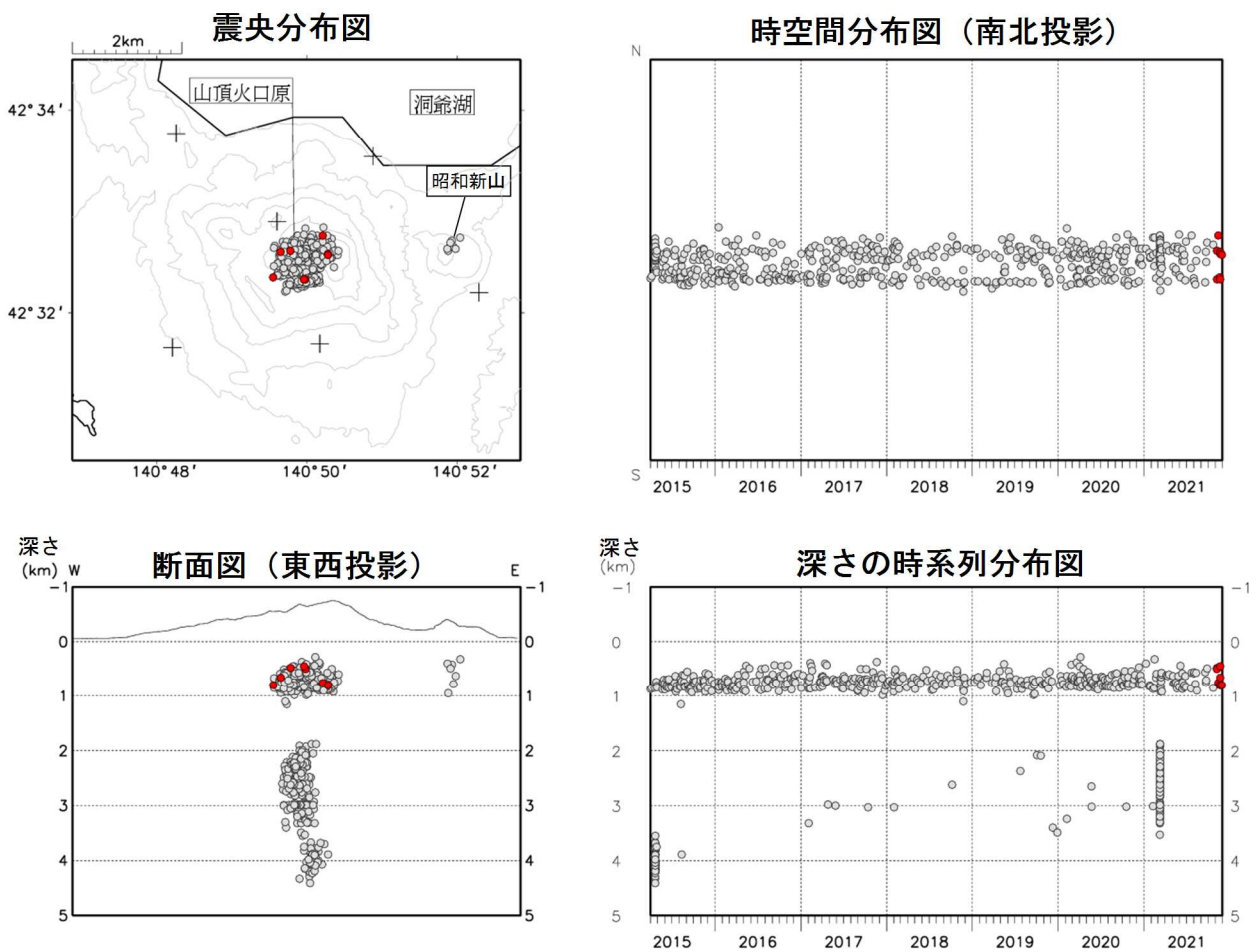 震央分布図
2km
山頂火口原
洞爺湖
昭和新山
42°34′
42°32′
140°48′ 140°50′ 140°52′
時空間分布図（南北投影）
N
S
2015 2016 2017 2018 2019 2020 2021
深さ
(km)
断面図（東西投影）
W E
-1 -1
0 0
1 1
2 2
3 3
4 4
5 5
深さ
(km)
深さの時系列分布図
-1 -1
0 0
1 1
2 2
3 3
4 4
5 5
2015 2016 2017 2018 2019 2020 2021